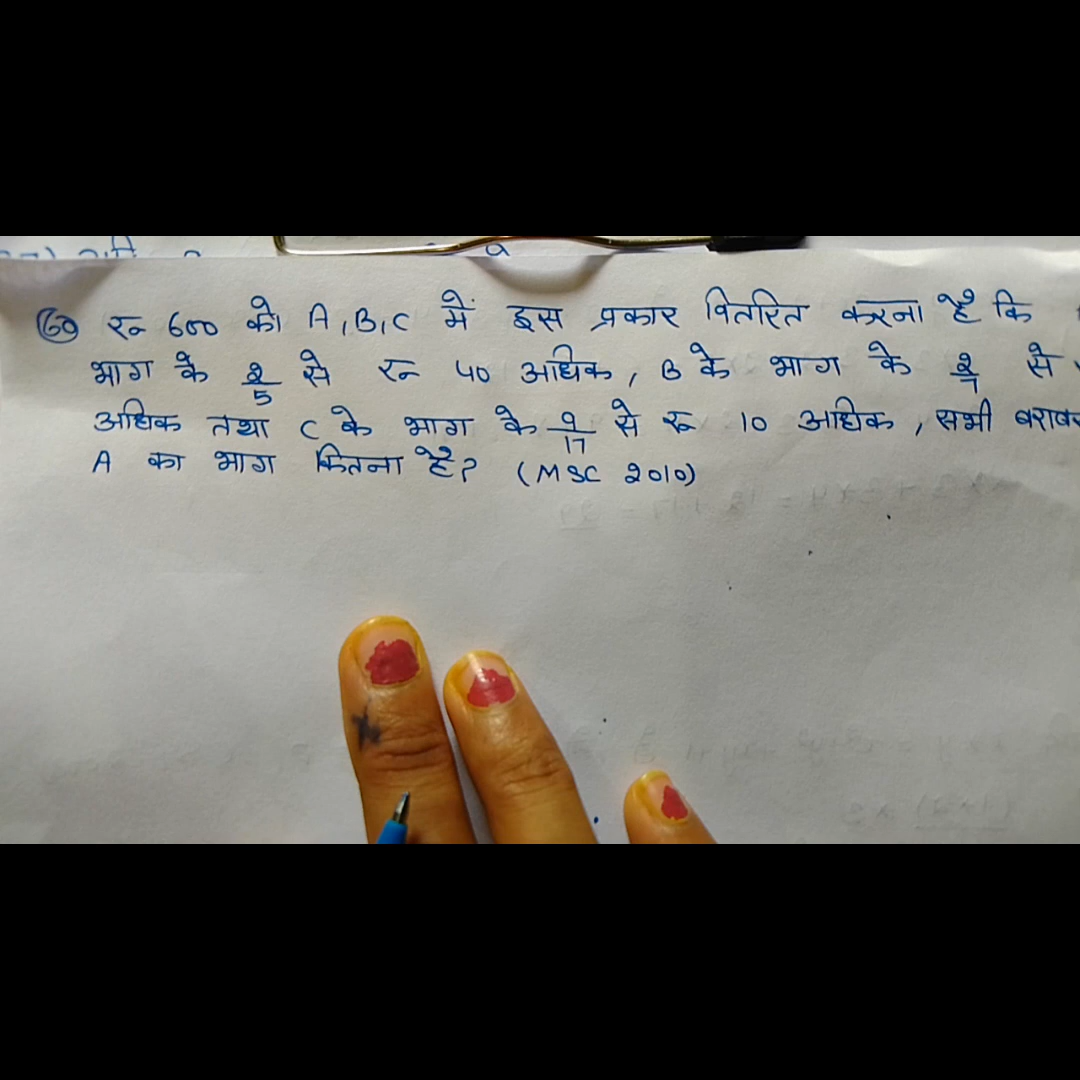 60 रु 600 को A, B, C में इस प्रकार वितरित करना है कि
भाग के 2/5 से रु 40 अधिक, B के भाग के 2/7 से
अधिक तथा C के भाग के 9/17 से रु 10 अधिक, सभी बराबर
A का भाग कितना है? (MSC 2010)